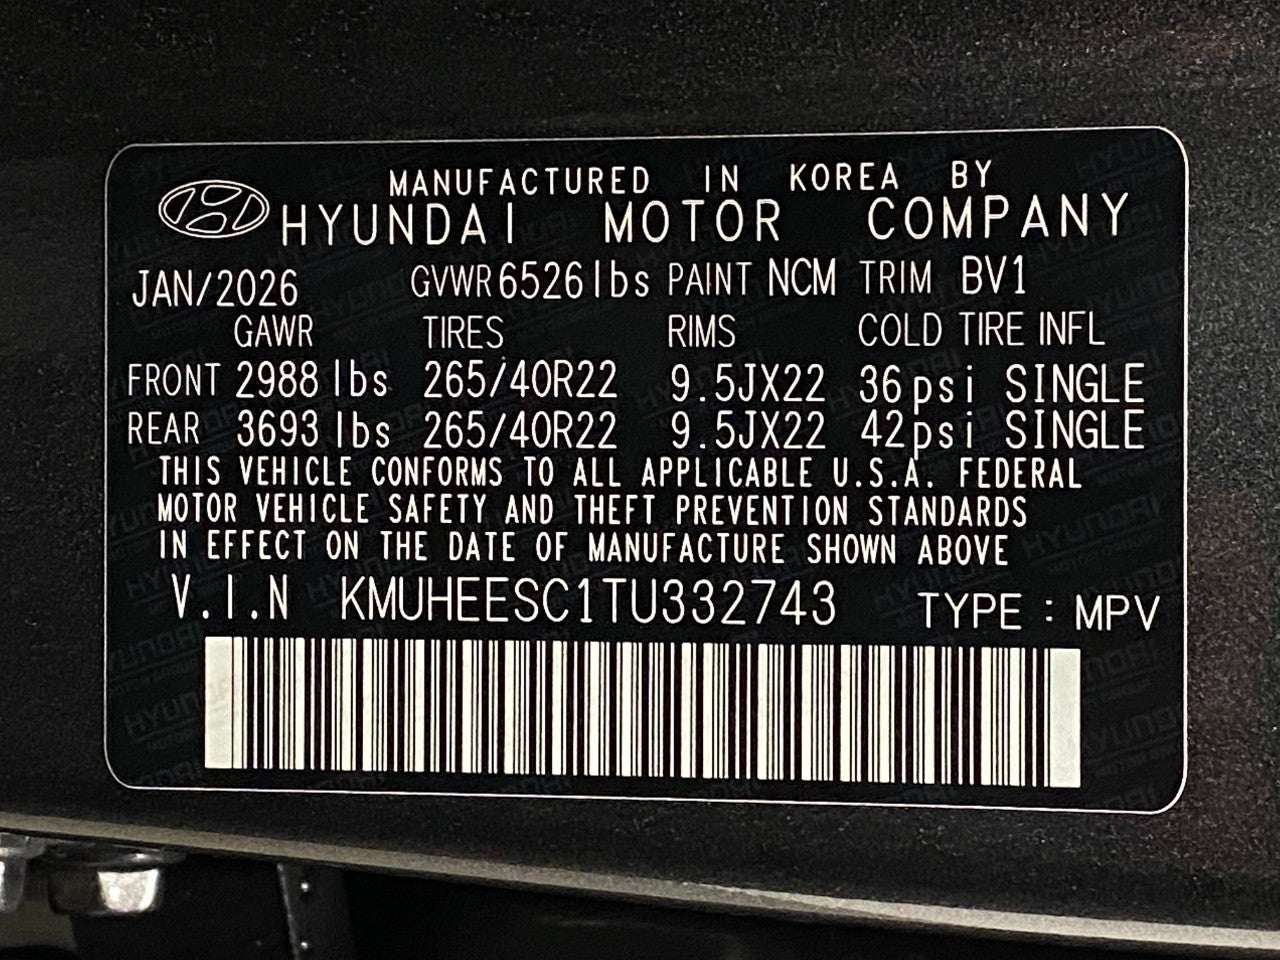 MANUFACTURED IN KOREA BY
HYUNDAI MOTOR COMPANY
JAN/2026 GVWR 6526lbs PAINT NCM TRIM BV1
GAWR TIRES RIMS COLD TIRE INFL
FRONT 2988 lbs 265/40R22 9.5JX22 36psi SINGLE
REAR 3693 lbs 265/40R22 9.5JX22 42psi SINGLE
THIS VEHICLE CONFORMS TO ALL APPLICABLE U.S.A. FEDERAL
MOTOR VEHICLE SAFETY AND THEFT PREVENTION STANDARDS
IN EFFECT ON THE DATE OF MANUFACTURE SHOWN ABOVE
V.I.N KMUHEESC1TU332743 TYPE : MPV